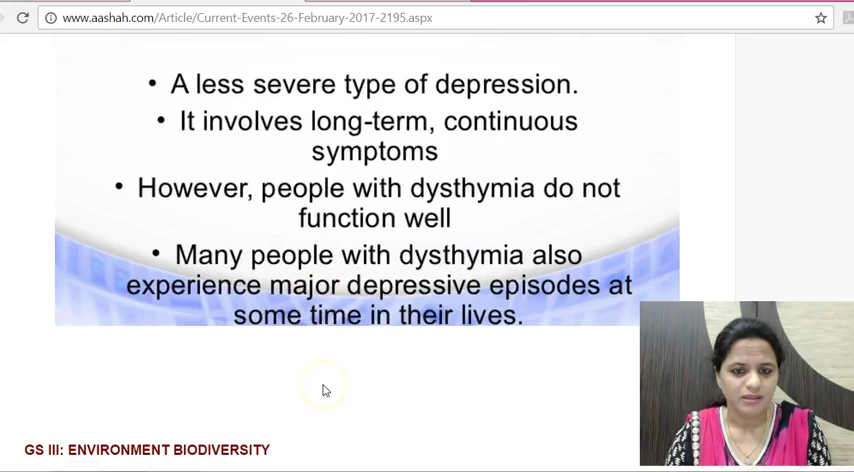 www.aashah.com/Article/Current-Events-26-February-2017-2195.aspx
• A less severe type of depression.
• It involves long-term, continuous
symptoms
• However, people with dysthymia do not
function well
• Many people with dysthymia also
experience major depressive episodes at
some time in their lives.
GS III: ENVIRONMENT BIODIVERSITY